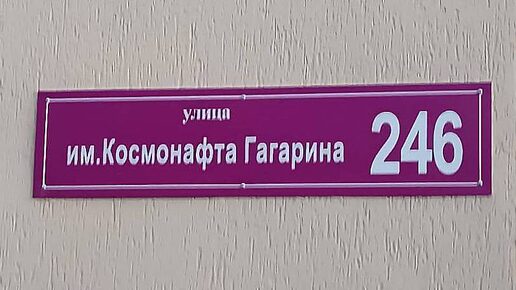 улица
им.Космонафта Гагарина 246